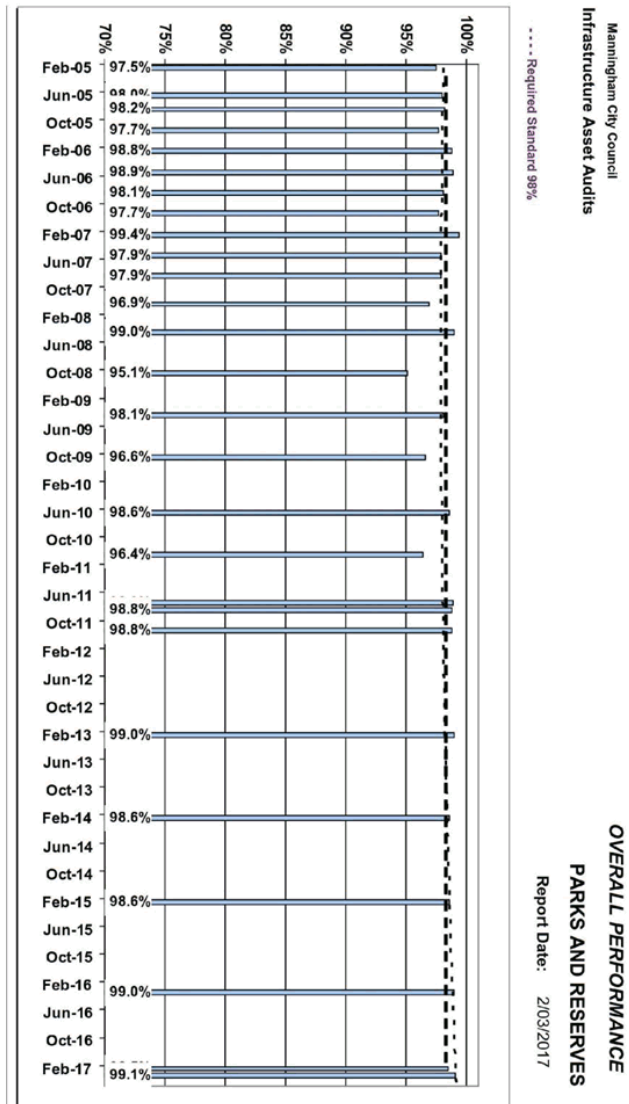 Manningham City Council
Infrastructure Asset Audits
OVERALL PERFORMANCE
PARKS AND RESERVES
Report Date: 2/03/2017
Required Standard 98%
100%
95%
90%
85%
80%
75%
70%
Feb-05 97.5%
Jun-05
98.2%
Oct-05 97.7%
Feb-06 98.8%
Jun-06 98.9%
98.1%
Oct-06 97.7%
Feb-07 99.4%
Jun-07 97.9%
97.9%
Oct-07
96.9%
Feb-08
99.0%
Jun-08
Oct-08 95.1%
Feb-09
98.1%
Jun-09
Oct-09 96.6%
Feb-10
Jun-10 98.6%
Oct-10
96.4%
Feb-11
Jun-11
98.8%
Oct-11 98.8%
Feb-12
Jun-12
Oct-12
Feb-13 99.0%
Jun-13
Oct-13
Feb-14 98.6%
Jun-14
Oct-14
Feb-15 98.6%
Jun-15
Oct-15
Feb-16 99.0%
Jun-16
Oct-16
Feb-17
99.1%